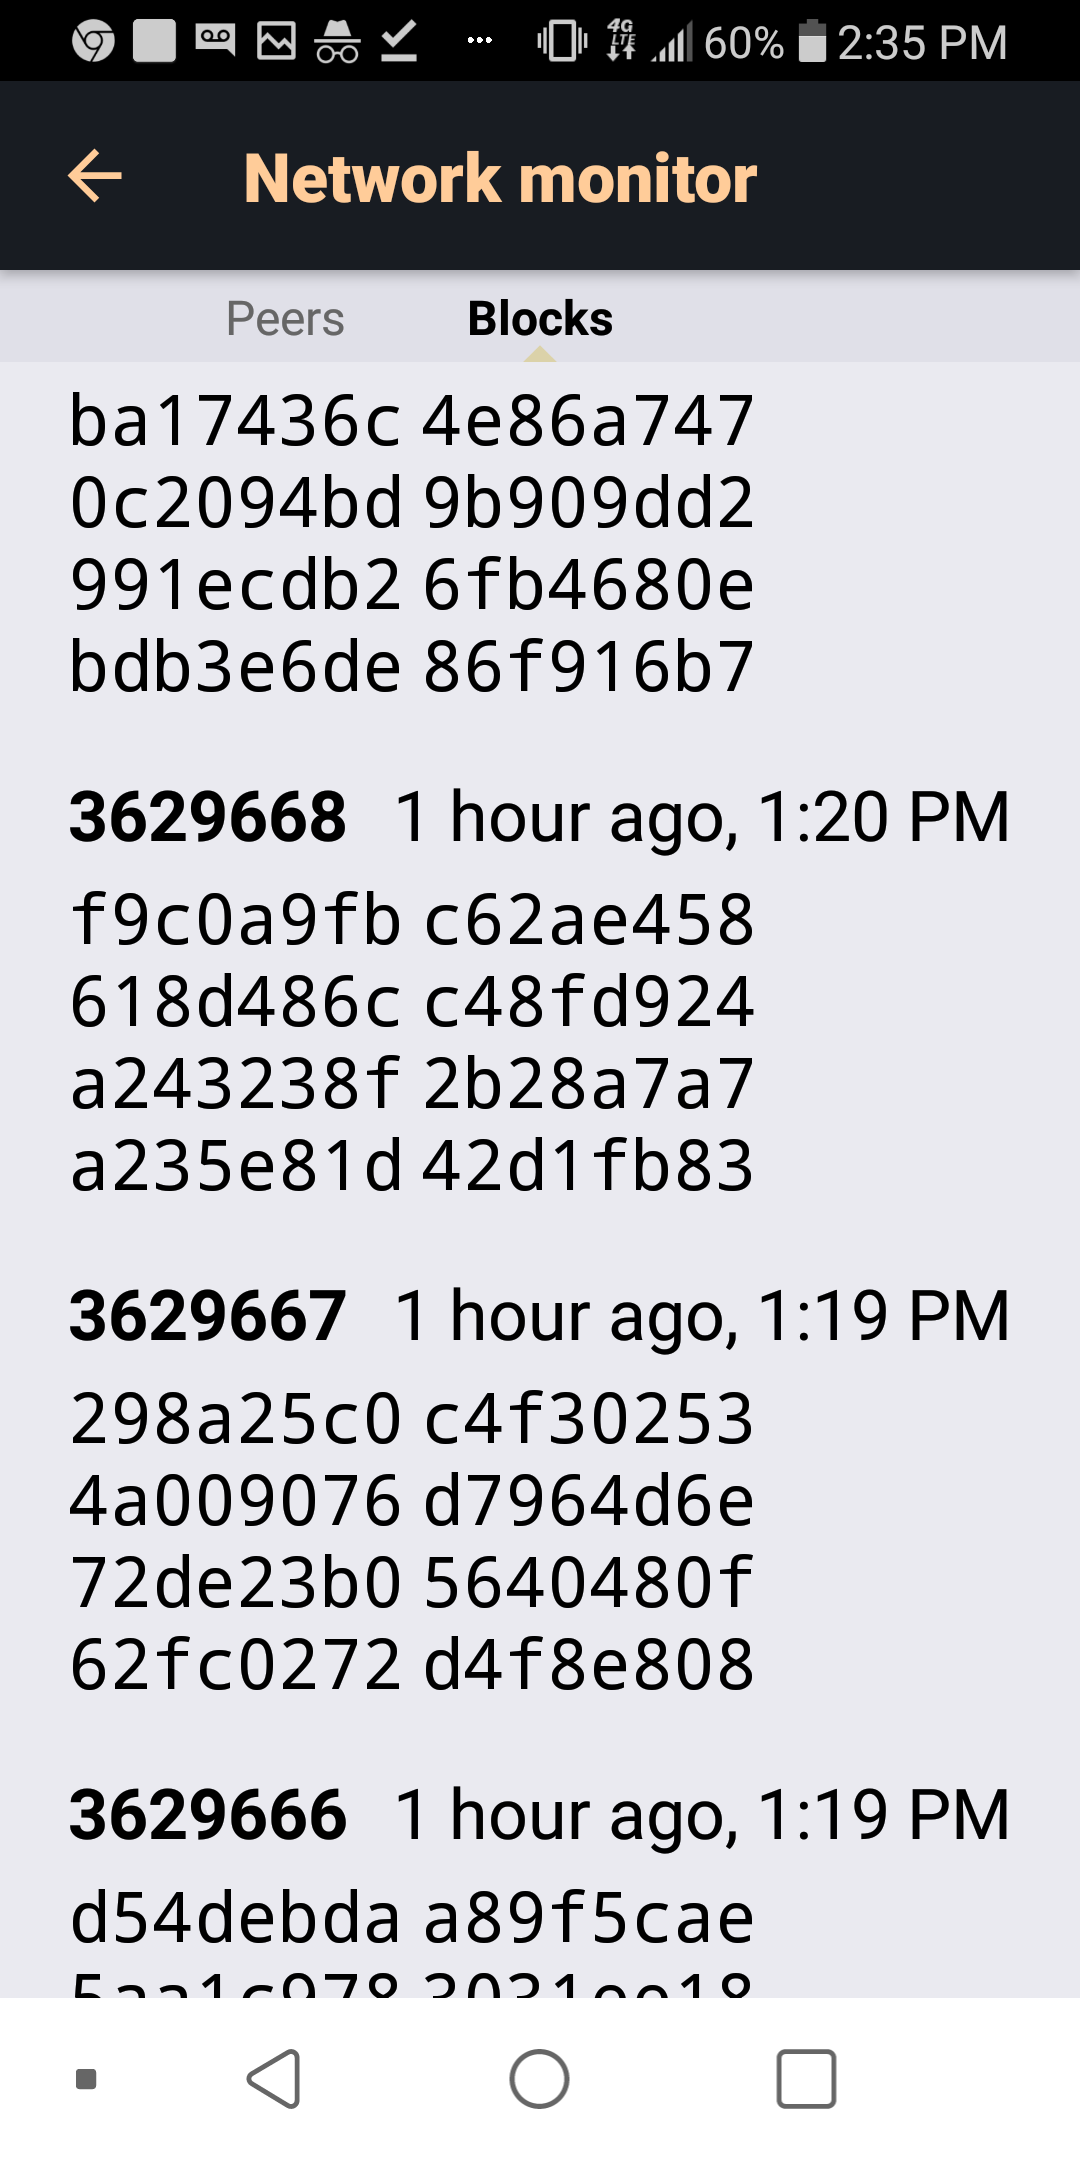 4G
LTE
60%
2:35 PM
Network monitor
Peers Blocks
ba17436c 4e86a747
0c2094bd 9b909dd2
991ecdb2 6fb4680e
bdb3e6de 86f916b7
3629668 1 hour ago, 1:20 PM
f9c0a9fb c62ae458
618d486c c48fd924
a243238f 2b28a7a7
a235e81d 42d1fb83
3629667 1 hour ago, 1:19 PM
298a25c0 c4f30253
4a009076 d7964d6e
72de23b0 5640480f
62fc0272 d4f8e808
3629666 1 hour ago, 1:19 PM
d54debda a89f5cae